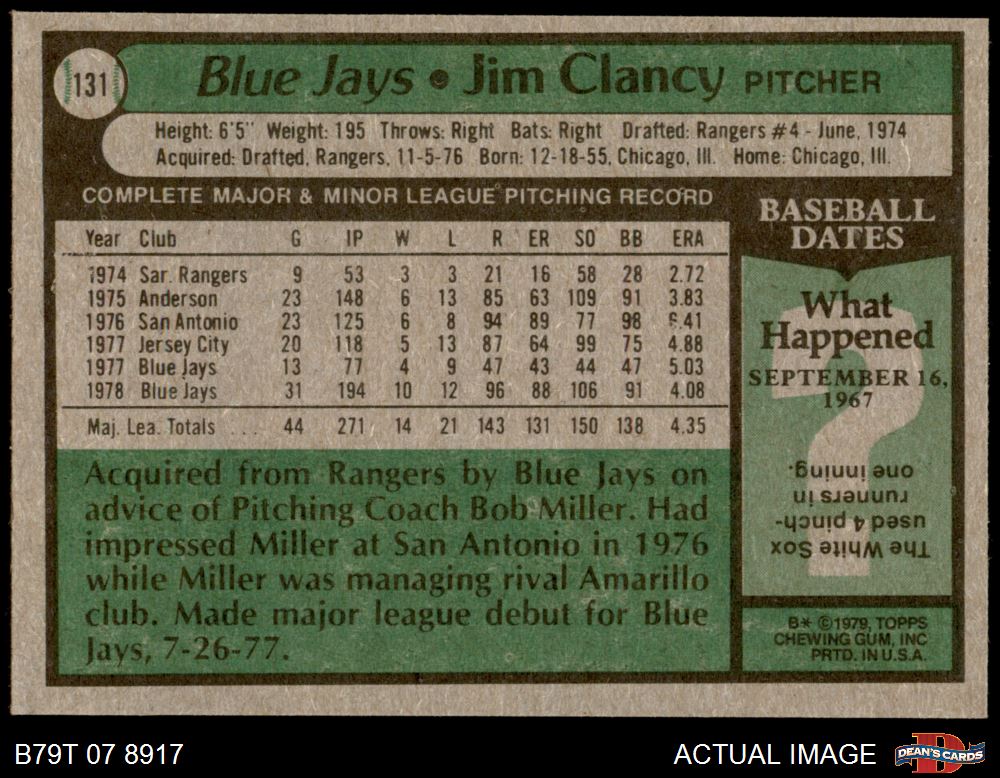 131
Blue Jays • Jim Clancy PITCHER
Height: 6'5" Weight: 195 Throws: Right Bats: Right Drafted: Rangers #4 - June, 1974
Acquired: Drafted, Rangers, 11-5-76 Born: 12-18-55, Chicago, Ill. Home: Chicago, Ill.
COMPLETE MAJOR & MINOR LEAGUE PITCHING RECORD
Year Club G IP W L R ER SO BB ERA
1974 Sar. Rangers 9 53 3 3 21 16 58 28 2.72
1975 Anderson 23 148 6 13 85 63 109 91 3.83
1976 San Antonio 23 125 6 8 94 89 77 98 6.41
1977 Jersey City 20 118 5 13 87 64 99 75 4.88
1977 Blue Jays 13 77 4 9 47 43 44 47 5.03
1978 Blue Jays 31 194 10 12 96 88 106 91 4.08
Maj. Lea. Totals ... 44 271 14 21 143 131 150 138 4.35
Acquired from Rangers by Blue Jays on
advice of Pitching Coach Bob Miller. Had
impressed Miller at San Antonio in 1976
while Miller was managing rival Amarillo
club. Made major league debut for Blue
Jays, 7-26-77.
BASEBALL
DATES
What
Happened
SEPTEMBER 16,
1967
?
The White Sox
used 4 pinch-
runners in
one inning.
B* ©1979, TOPPS
CHEWING GUM, INC
PRTD. IN U.S.A.
B79T 07 8917
ACTUAL IMAGE
DEAN'S CARDS